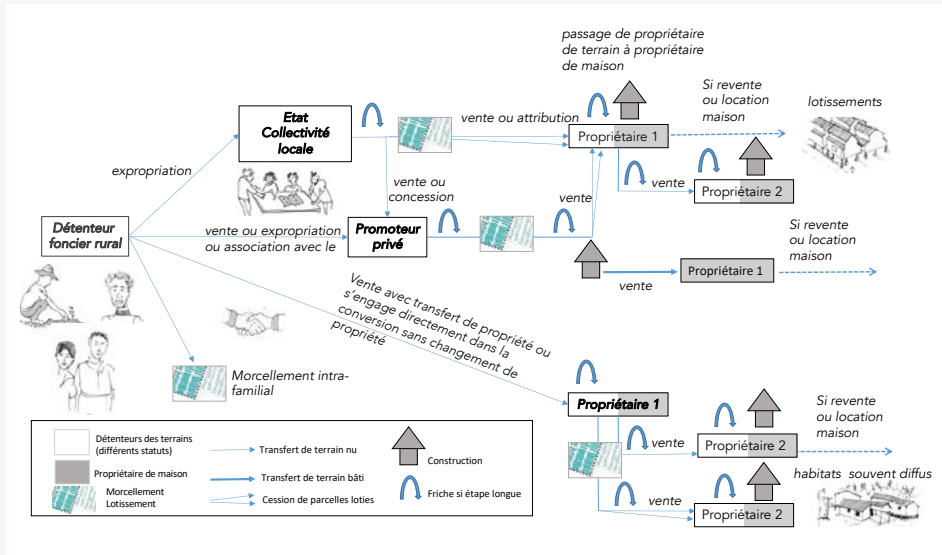 passage de propriétaire
de terrain à propriétaire
de maison
Si revente
ou location
maison
lotissements
Etat
Collectivité
locale
vente ou attribution
Propriétaire 1
expropriation
vente
Propriétaire 2
vente ou
concession
vente
Détenteur
foncier rural
vente ou expropriation
ou association avec le
Promoteur
privé
Si revente
ou location
maison
Propriétaire 1
vente
Vente avec transfert de propriété ou
s'engage directement dans la
conversion sans changement de
propriété
Morcellement intra-
familial
Propriétaire 1
Si revente
ou location
maison
vente
Propriétaire 2
habitats souvent diffus
vente
Propriétaire 2
Détenteurs des terrains
(différents statuts)
Propriétaire de maison
Morcellement
Lotissement
Transfert de terrain nu
Transfert de terrain bâti
Cession de parcelles loties
Construction
Friche si étape longue